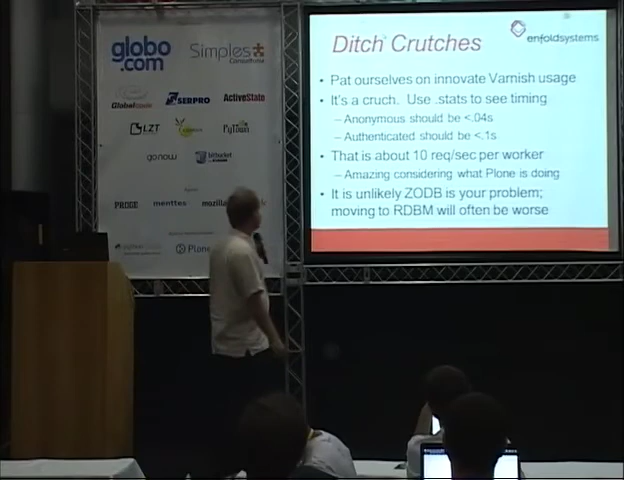 globo
.com
Simples
Consultoria
SERPRO
ActiveState
LZT
PyTown
gonow
bitbucket
PROGE
menttes
mozilla
Plone
Ditch Crutches
enfoldsystems
• Pat ourselves on innovate Varnish usage
• It's a cruch. Use .stats to see timing
– Anonymous should be <.04s
– Authenticated should be <.1s
• That is about 10 req/sec per worker
– Amazing considering what Plone is doing
• It is unlikely ZODB is your problem;
moving to RDBM will often be worse